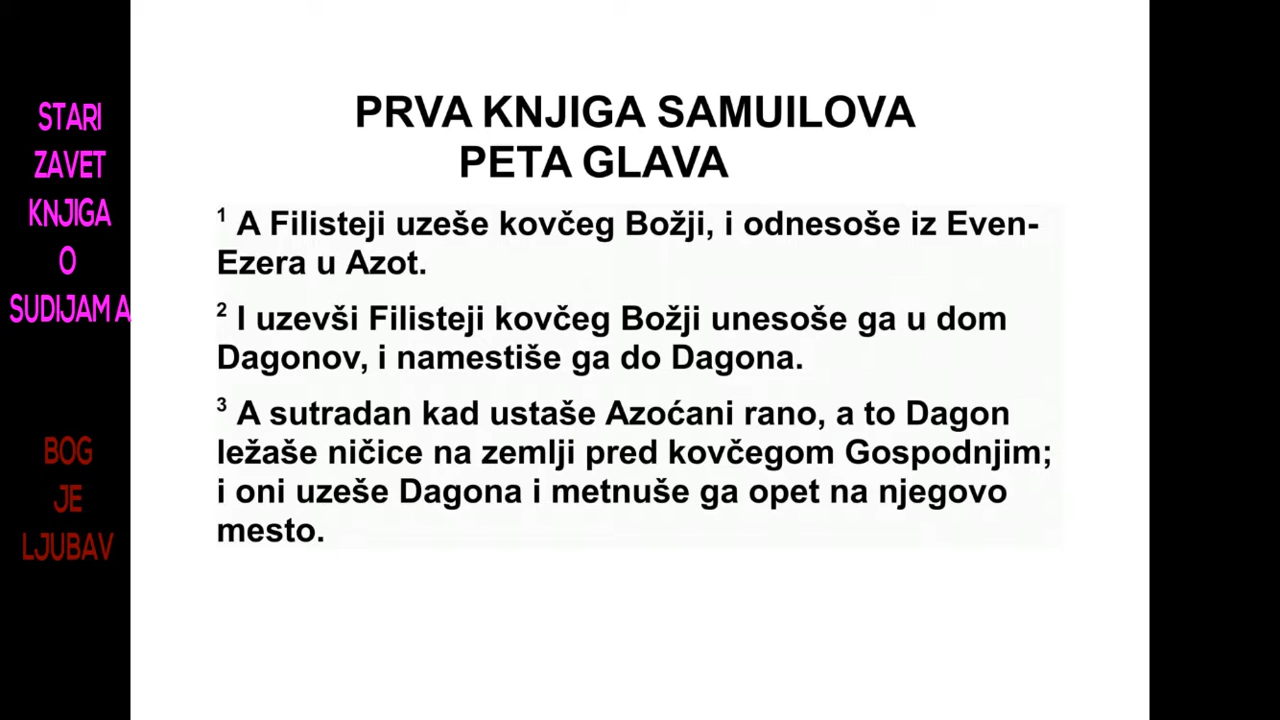 STARI
ZAVET
KNJIGA
O
SUDIJAMA
BOG
JE
LJUBAV
PRVA KNJIGA SAMUILOVA
PETA GLAVA
1 A Filisteji uzeše kovčeg Božji, i odnesoše iz Even-
Ezera u Azot.
2 I uzevši Filisteji kovčeg Božji unesoše ga u dom
Dagonov, i namestiše ga do Dagona.
3 A sutradan kad ustaše Azoćani rano, a to Dagon
ležaše ničice na zemlji pred kovčegom Gospodnjim;
i oni uzeše Dagona i metnuše ga opet na njegovo
mesto.